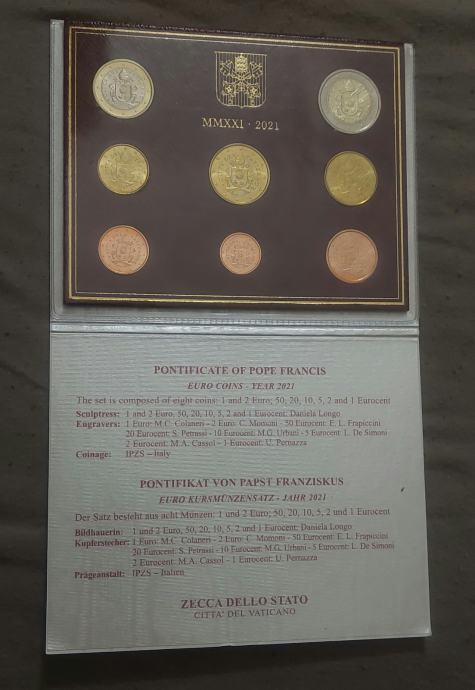 MMXXI · 2021
PONTIFICATE OF POPE FRANCIS
EURO COINS - YEAR 2021
The set is composed of eight coins: 1 and 2 Euro; 50, 20, 10, 5, 2 and 1 Eurocent
Sculptress: 1 and 2 Euro, 50, 20, 10, 5, 2 and 1 Eurocent: Daniela Longo
Engravers: 1 Euro: M.C. Colaneri - 2 Euro: C. Momoni - 50 Eurocent: E. L. Frapiccini
20 Eurocent: S. Petrassi - 10 Eurocent: M.G. Urbani - 5 Eurocent: L. De Simoni
2 Eurocent: M.A. Cassol - 1 Eurocent: U. Pernazza
Coinage: IPZS – Italy
PONTIFIKAT VON PAPST FRANZISKUS
EURO KURSMÜNZENSATZ - JAHR 2021
Der Satz besteht aus acht Münzen: 1 und 2 Euro; 50, 20, 10, 5, 2 und 1 Eurocent
Bildhauerin: 1 und 2 Euro, 50, 20, 10, 5, 2 und 1 Eurocent: Daniela Longo
Kupferstecher: 1 Euro: M.C. Colaneri - 2 Euro: C. Momoni - 50 Eurocent: E. L. Frapiccini
20 Eurocent: S. Petrassi - 10 Eurocent: M.G. Urbani - 5 Eurocent: L. De Simoni
2 Eurocent: M.A. Cassol - 1 Eurocent: U. Pernazza
Prägeanstalt: IPZS – Italien
ZECCA DELLO STATO
CITTA' DEL VATICANO